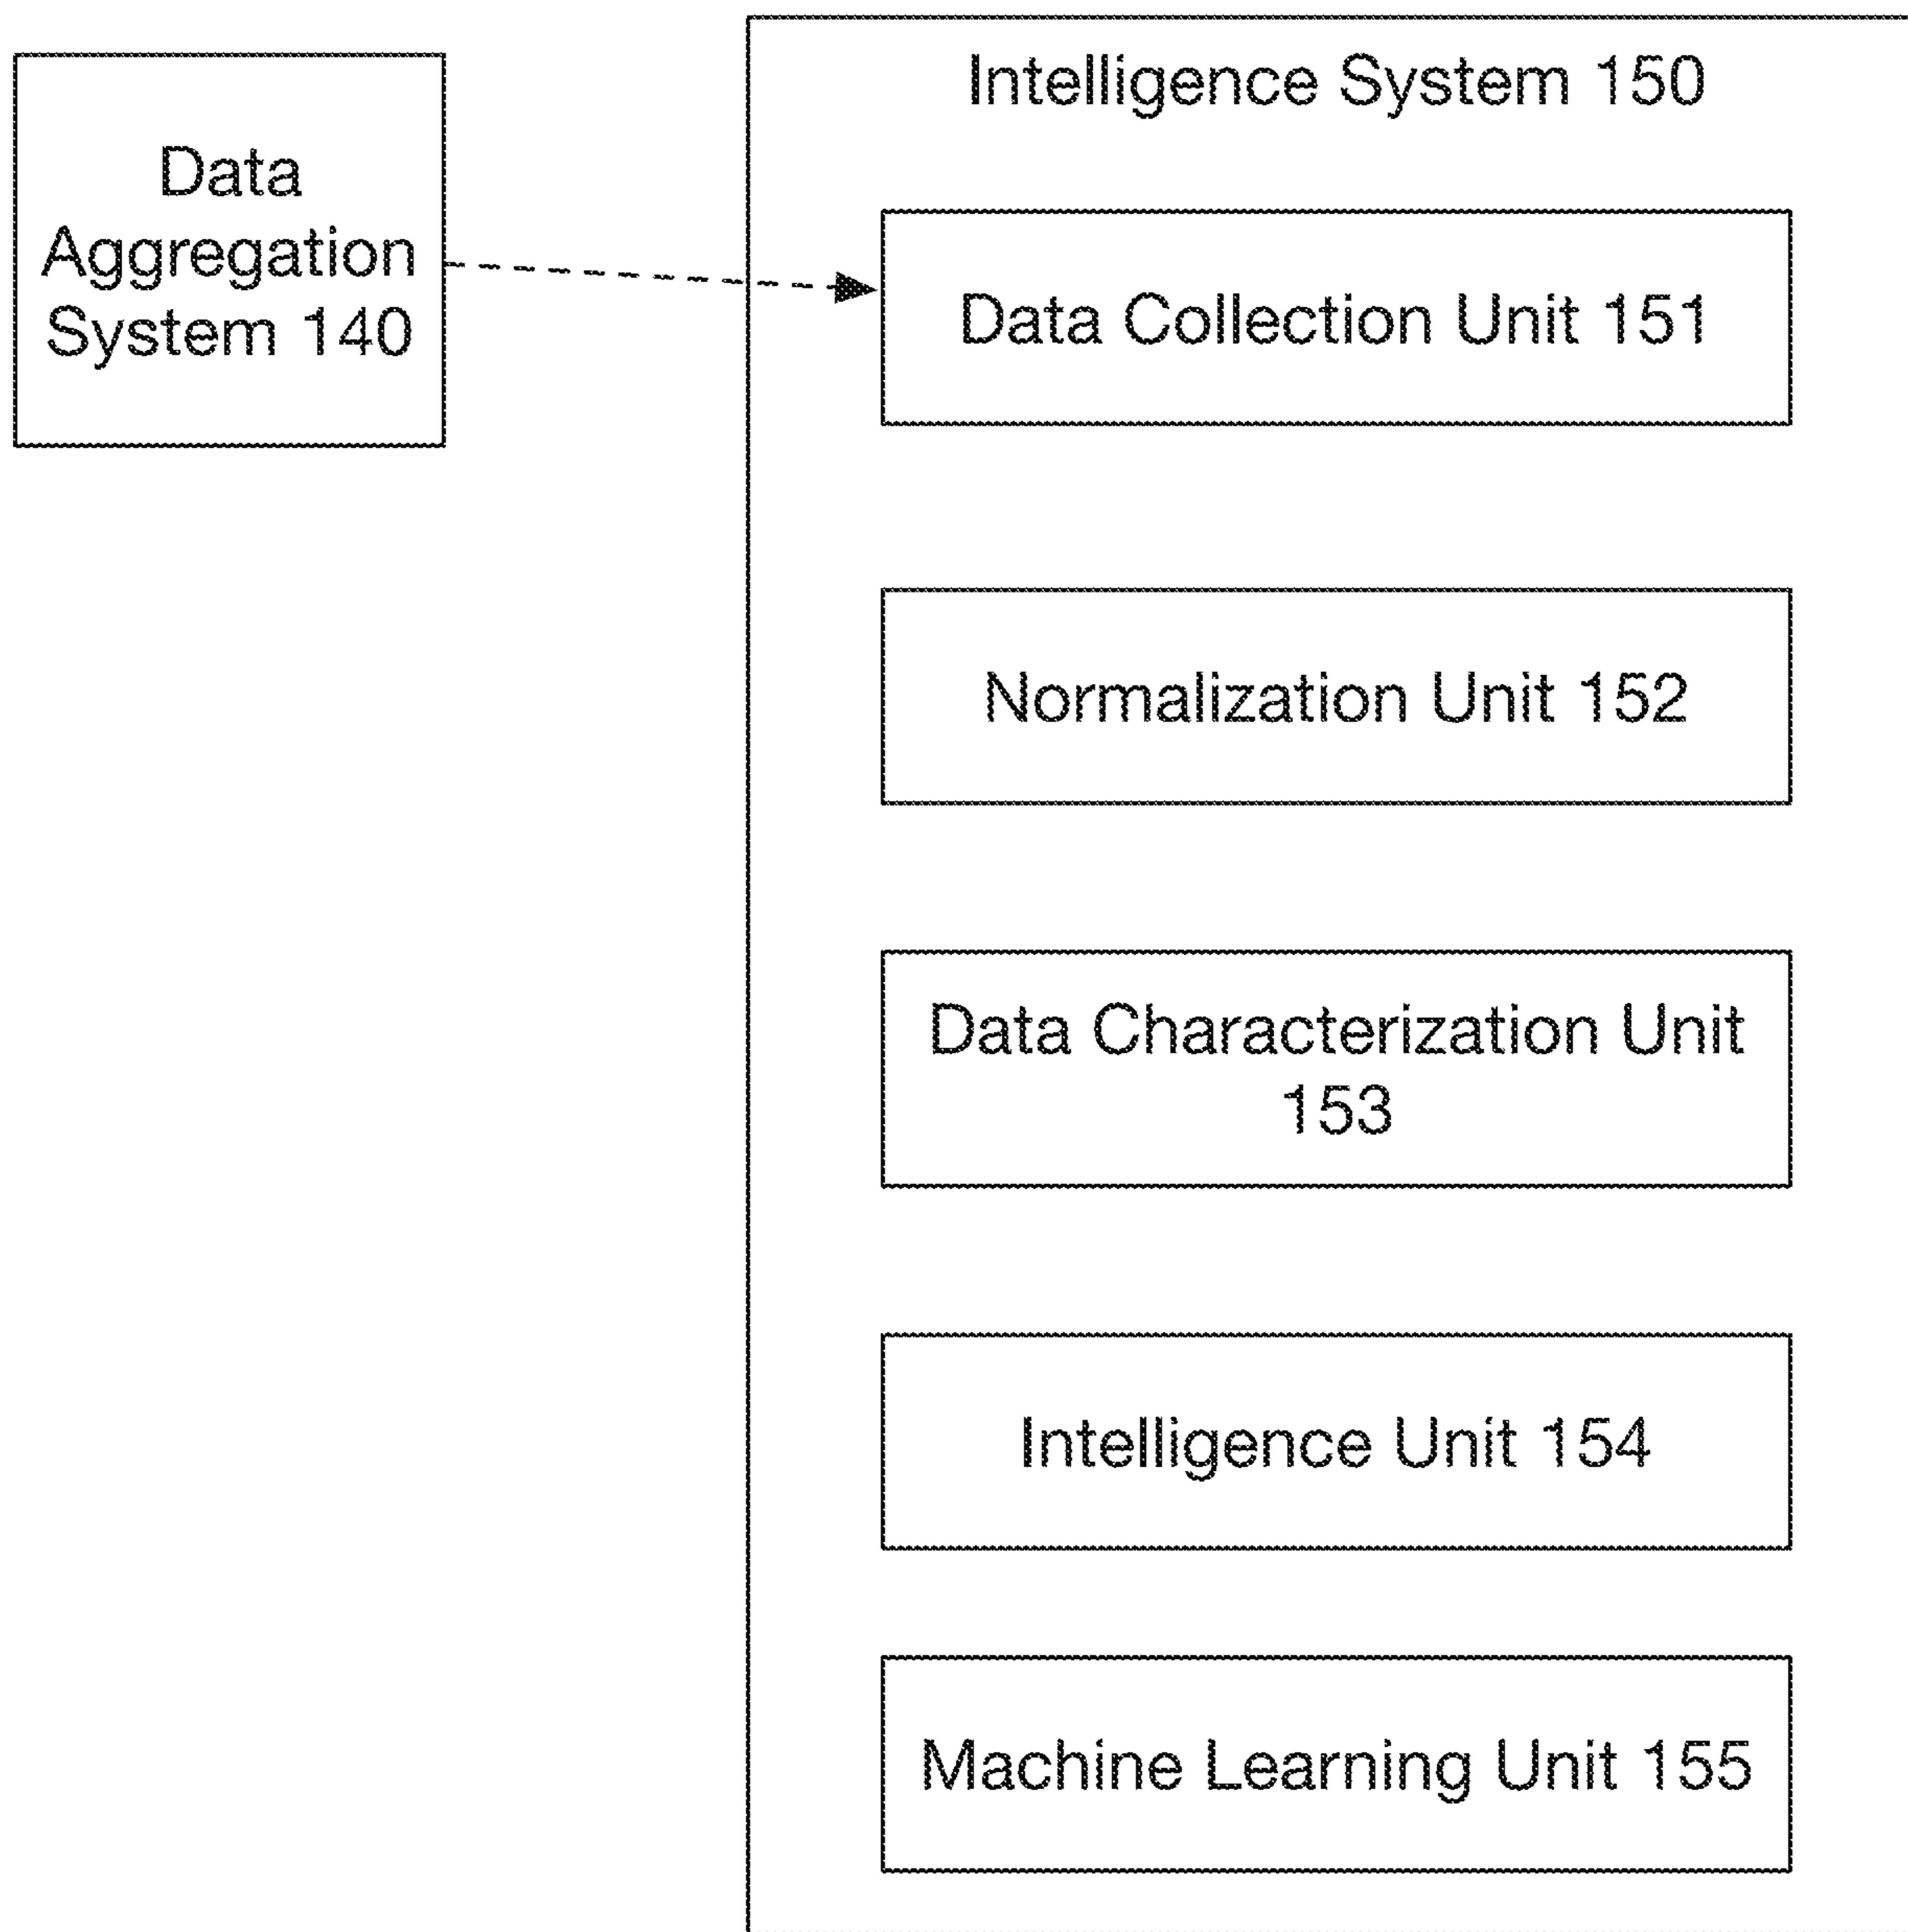 Data
Aggregation
System 140
Intelligence System 150
Data Collection Unit 151
Normalization Unit 152
Data Characterization Unit
153
Intelligence Unit 154
Machine Learning Unit 155